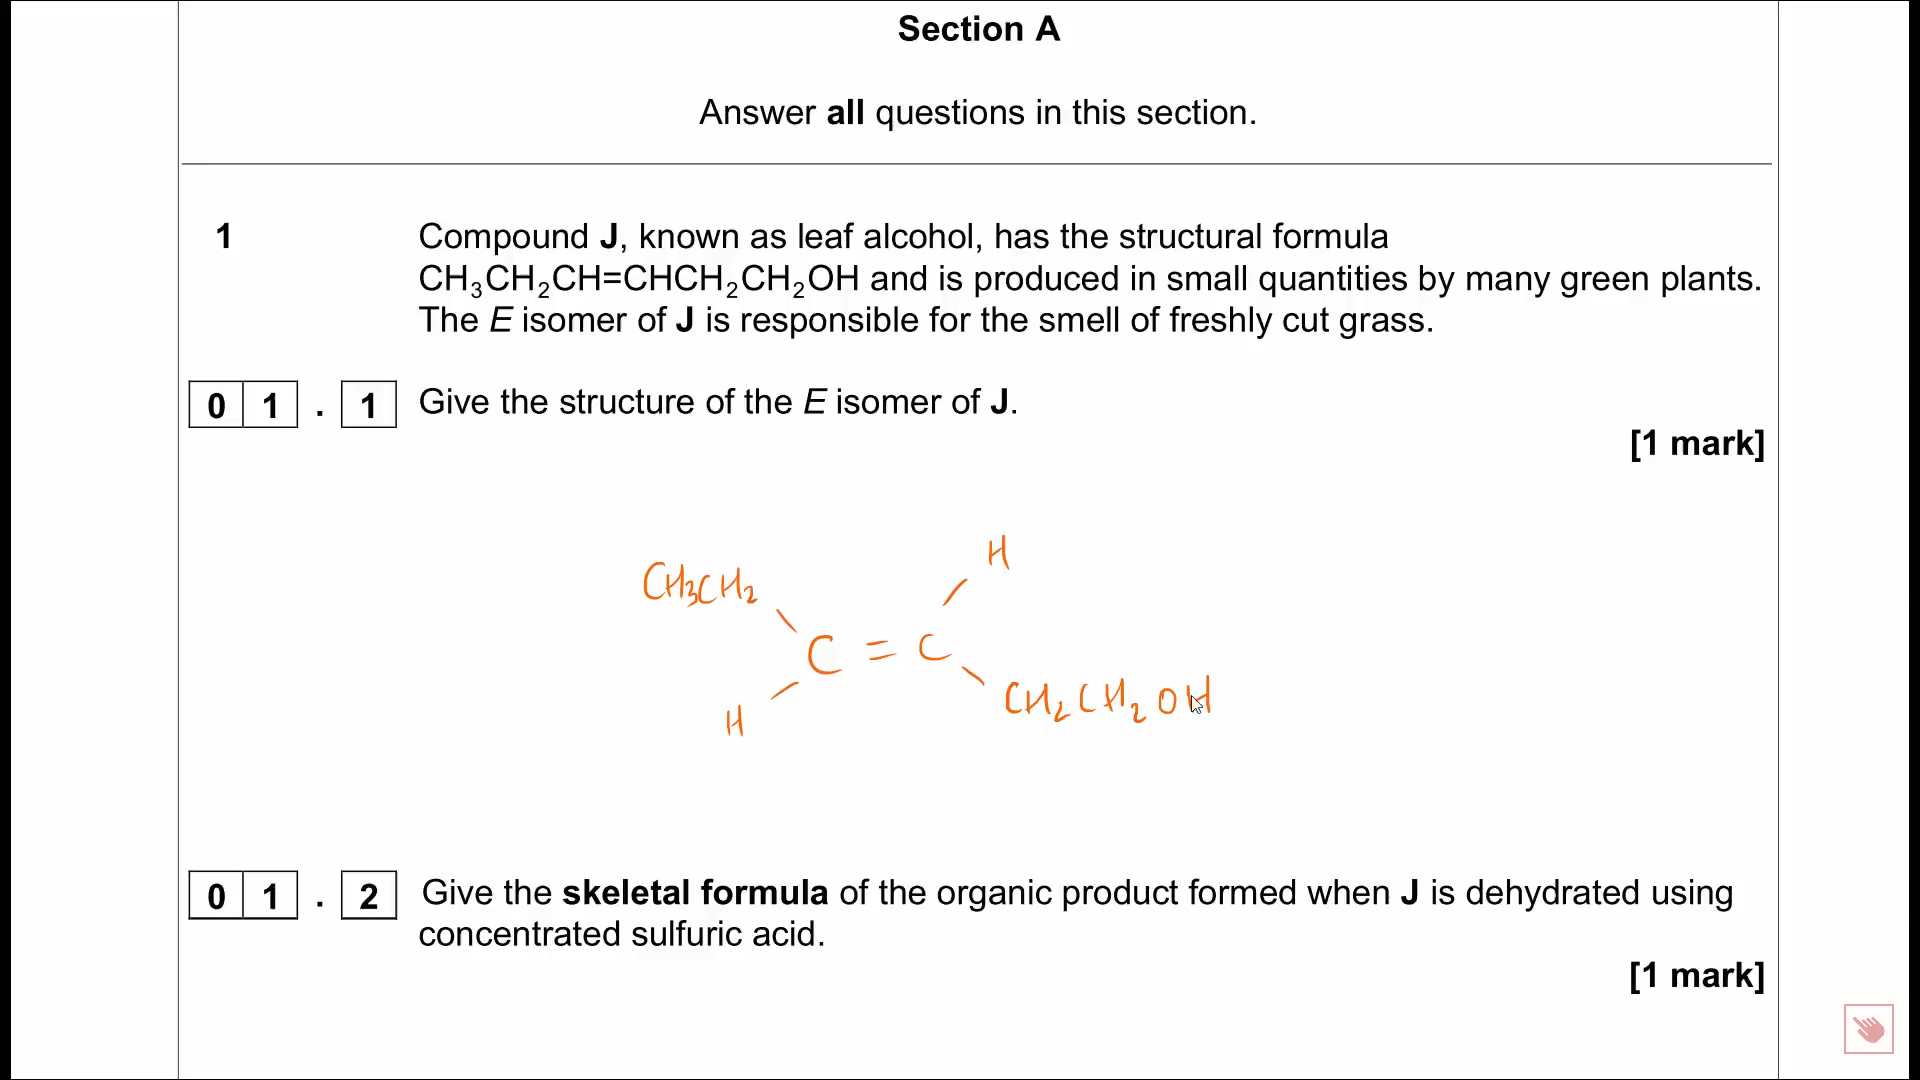 Section A
Answer all questions in this section.
1 Compound J, known as leaf alcohol, has the structural formula
CH₃CH₂CH=CHCH₂CH₂OH and is produced in small quantities by many green plants.
The E isomer of J is responsible for the smell of freshly cut grass.
0 1 . 1 Give the structure of the E isomer of J.
[1 mark]
H
CH₃CH₂
C = C
CH₂CH₂OH
H
0 1 . 2 Give the skeletal formula of the organic product formed when J is dehydrated using
concentrated sulfuric acid.
[1 mark]